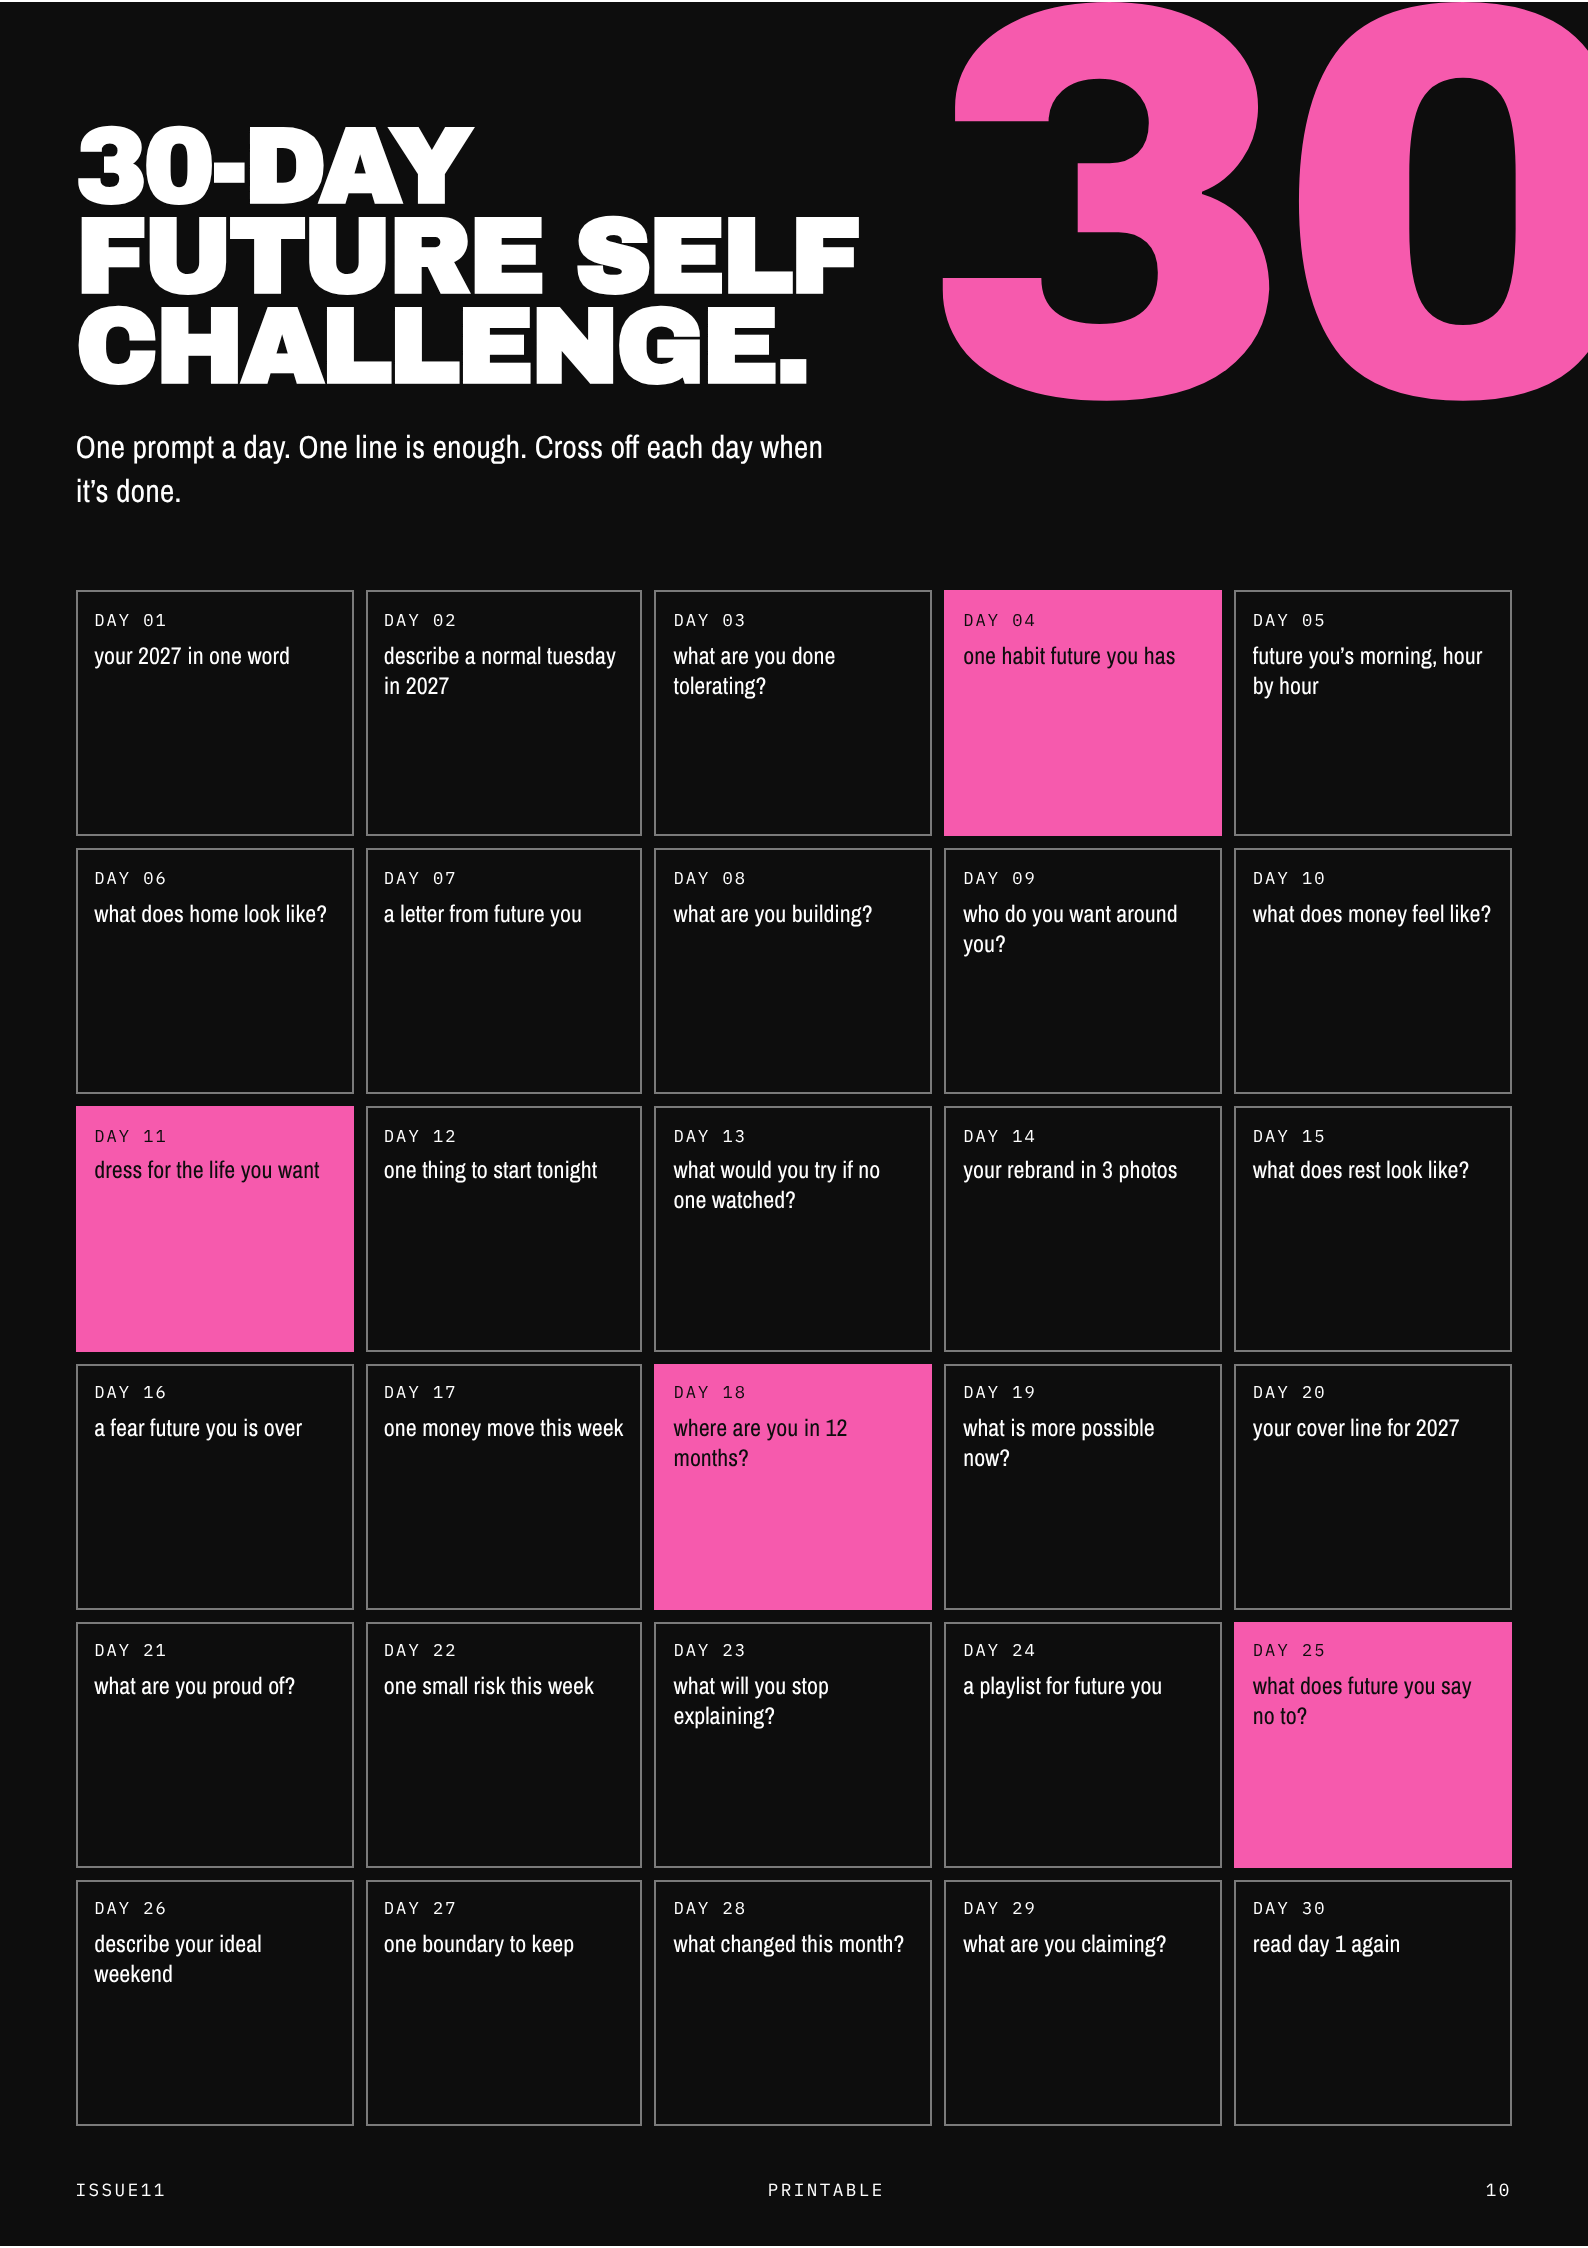 30
30-DAY
FUTURE SELF
CHALLENGE.
One prompt a day. One line is enough. Cross off each day when
it’s done.
DAY 01
your 2027 in one word
DAY 02
describe a normal tuesday
in 2027
DAY 03
what are you done
tolerating?
DAY 04
one habit future you has
DAY 05
future you’s morning, hour
by hour
DAY 06
what does home look like?
DAY 07
a letter from future you
DAY 08
what are you building?
DAY 09
who do you want around
you?
DAY 10
what does money feel like?
DAY 11
dress for the life you want
DAY 12
one thing to start tonight
DAY 13
what would you try if no
one watched?
DAY 14
your rebrand in 3 photos
DAY 15
what does rest look like?
DAY 16
a fear future you is over
DAY 17
one money move this week
DAY 18
where are you in 12
months?
DAY 19
what is more possible
now?
DAY 20
your cover line for 2027
DAY 21
what are you proud of?
DAY 22
one small risk this week
DAY 23
what will you stop
explaining?
DAY 24
a playlist for future you
DAY 25
what does future you say
no to?
DAY 26
describe your ideal
weekend
DAY 27
one boundary to keep
DAY 28
what changed this month?
DAY 29
what are you claiming?
DAY 30
read day 1 again
ISSUE11
PRINTABLE
10